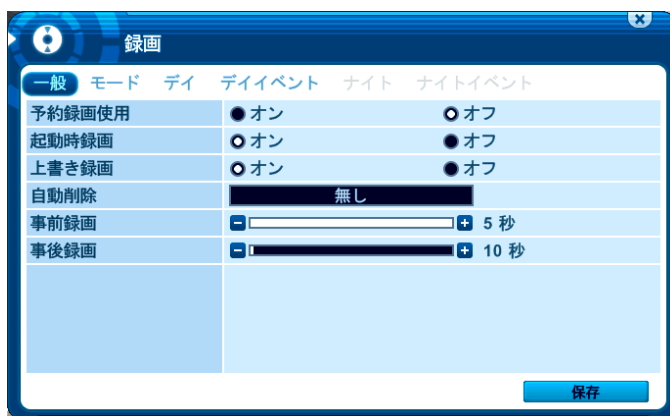 録画
一般 モード デイ デイイベント ナイト ナイトイベント
予約録画使用 オン オフ
起動時録画 オン オフ
上書き録画 オン オフ
自動削除 無し
事前録画 5 秒
事後録画 10 秒
保存